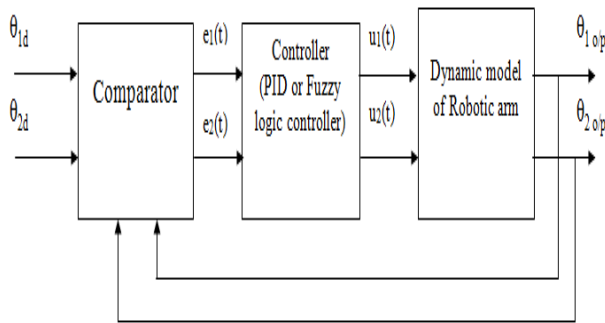 θ1d
θ2d
Comparator
e1(t)
e2(t)
Controller
(PID or Fuzzy
logic controller)
u1(t)
u2(t)
Dynamic model
of Robotic arm
θ1 o/p
θ2 o/p